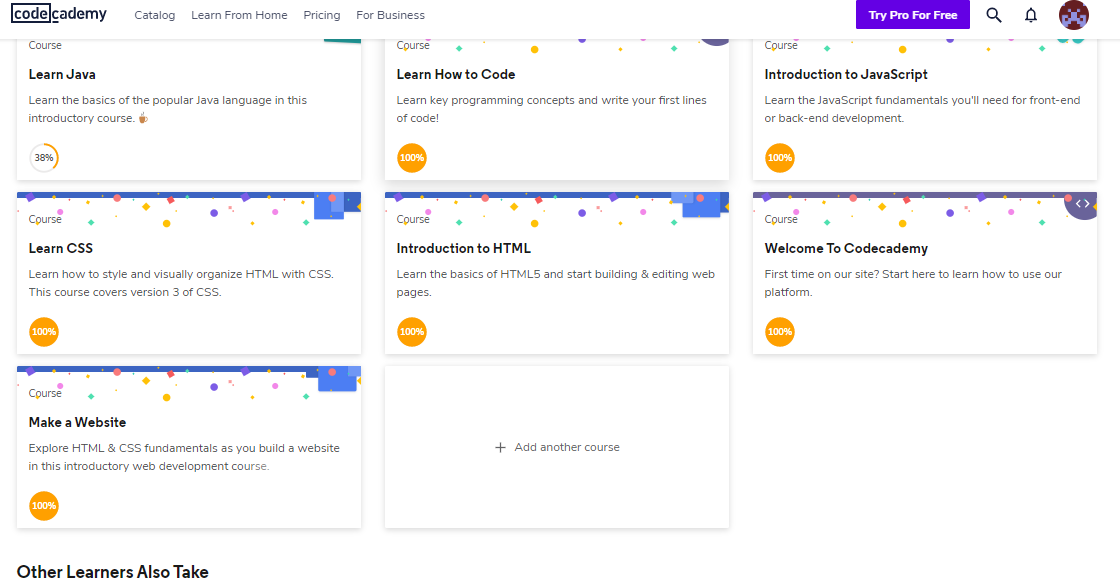 codecademy
Catalog
Learn From Home
Pricing
For Business
Try Pro For Free
Course
Learn Java
Learn the basics of the popular Java language in this
introductory course.
38%
Course
Learn How to Code
Learn key programming concepts and write your first lines
of code!
100%
Course
Introduction to JavaScript
Learn the JavaScript fundamentals you'll need for front-end
or back-end development.
100%
Course
Learn CSS
Learn how to style and visually organize HTML with CSS.
This course covers version 3 of CSS.
100%
Course
Introduction to HTML
Learn the basics of HTML5 and start building & editing web
pages.
100%
Course
Welcome To Codecademy
First time on our site? Start here to learn how to use our
platform.
100%
Course
Make a Website
Explore HTML & CSS fundamentals as you build a website
in this introductory web development course.
100%
+ Add another course
Other Learners Also Take